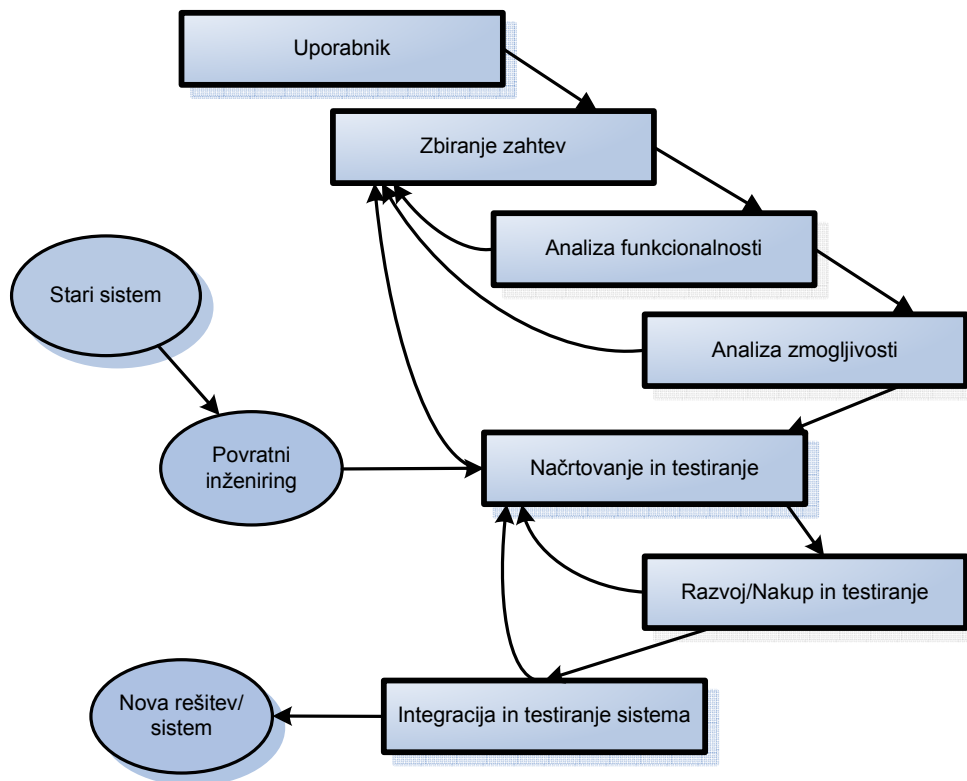 Uporabnik
Zbiranje zahtev
Analiza funkcionalnosti
Stari sistem
Analiza zmogljivosti
Povratni
inženiring
Načrtovanje in testiranje
Razvoj/Nakup in testiranje
Nova rešitev/
sistem
Integracija in testiranje sistema